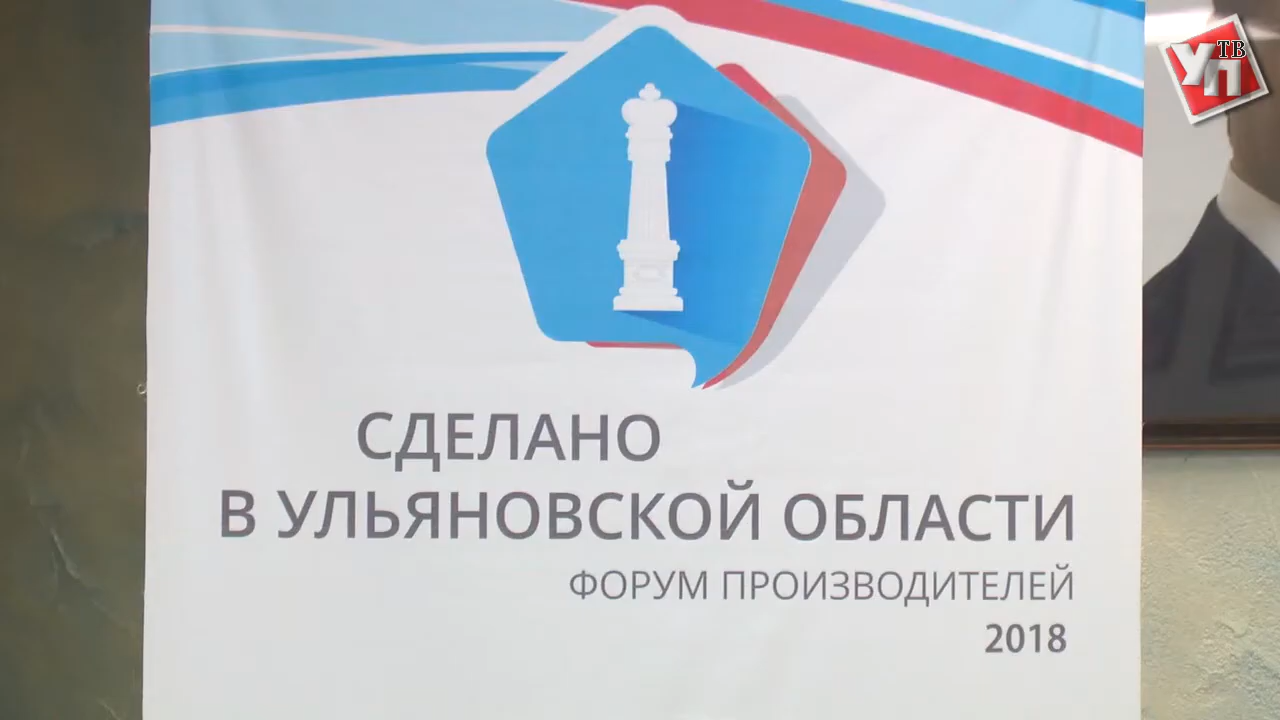 УП ТВ
СДЕЛАНО
В УЛЬЯНОВСКОЙ ОБЛАСТИ
ФОРУМ ПРОИЗВОДИТЕЛЕЙ
2018